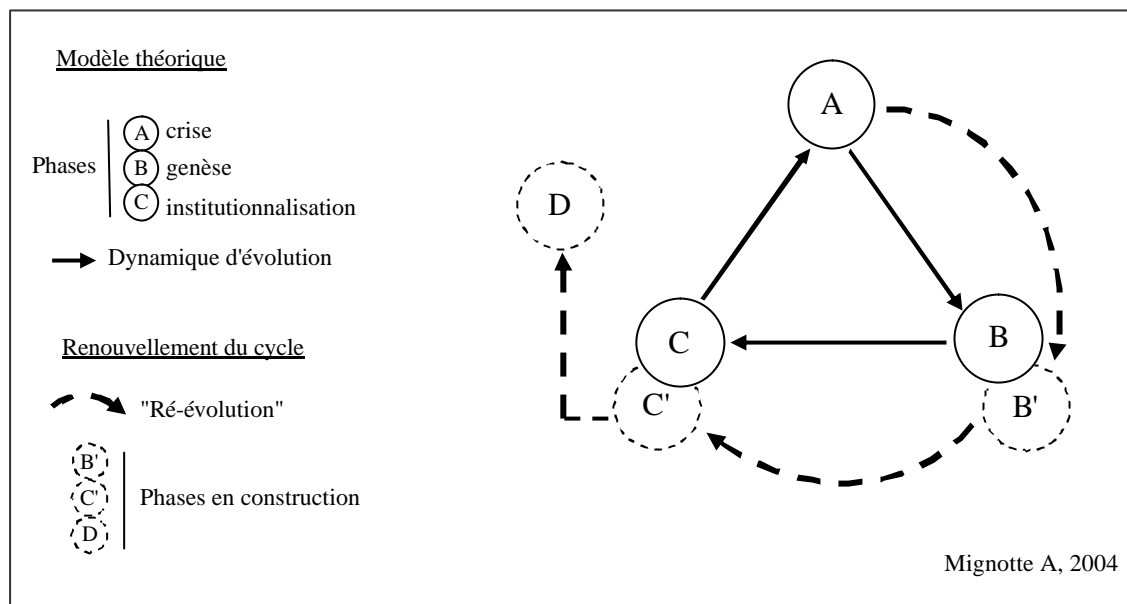 Modèle théorique
A crise
Phases B genèse
C institutionnalisation
Dynamique d'évolution
Renouvellement du cycle
"Ré-évolution"
B'
C' Phases en construction
D
A
D
C B
C' B'
Mignotte A, 2004